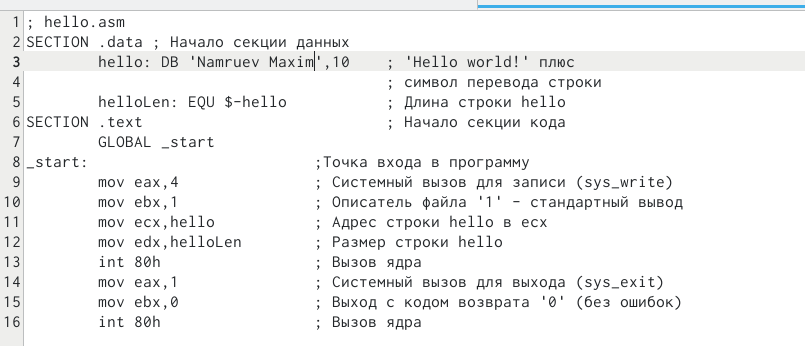 1 ; hello.asm
2 SECTION .data ; Начало секции данных
3 hello: DB 'Namruev Maxim',10 ; 'Hello world!' плюс
4 ; символ перевода строки
5 helloLen: EQU $-hello ; Длина строки hello
6 SECTION .text ; Начало секции кода
7 GLOBAL _start
8 _start: ;Точка входа в программу
9 mov eax,4 ; Системный вызов для записи (sys_write)
10 mov ebx,1 ; Описатель файла '1' - стандартный вывод
11 mov ecx,hello ; Адрес строки hello в ecx
12 mov edx,helloLen ; Размер строки hello
13 int 80h ; Вызов ядра
14 mov eax,1 ; Системный вызов для выхода (sys_exit)
15 mov ebx,0 ; Выход с кодом возврата '0' (без ошибок)
16 int 80h ; Вызов ядра